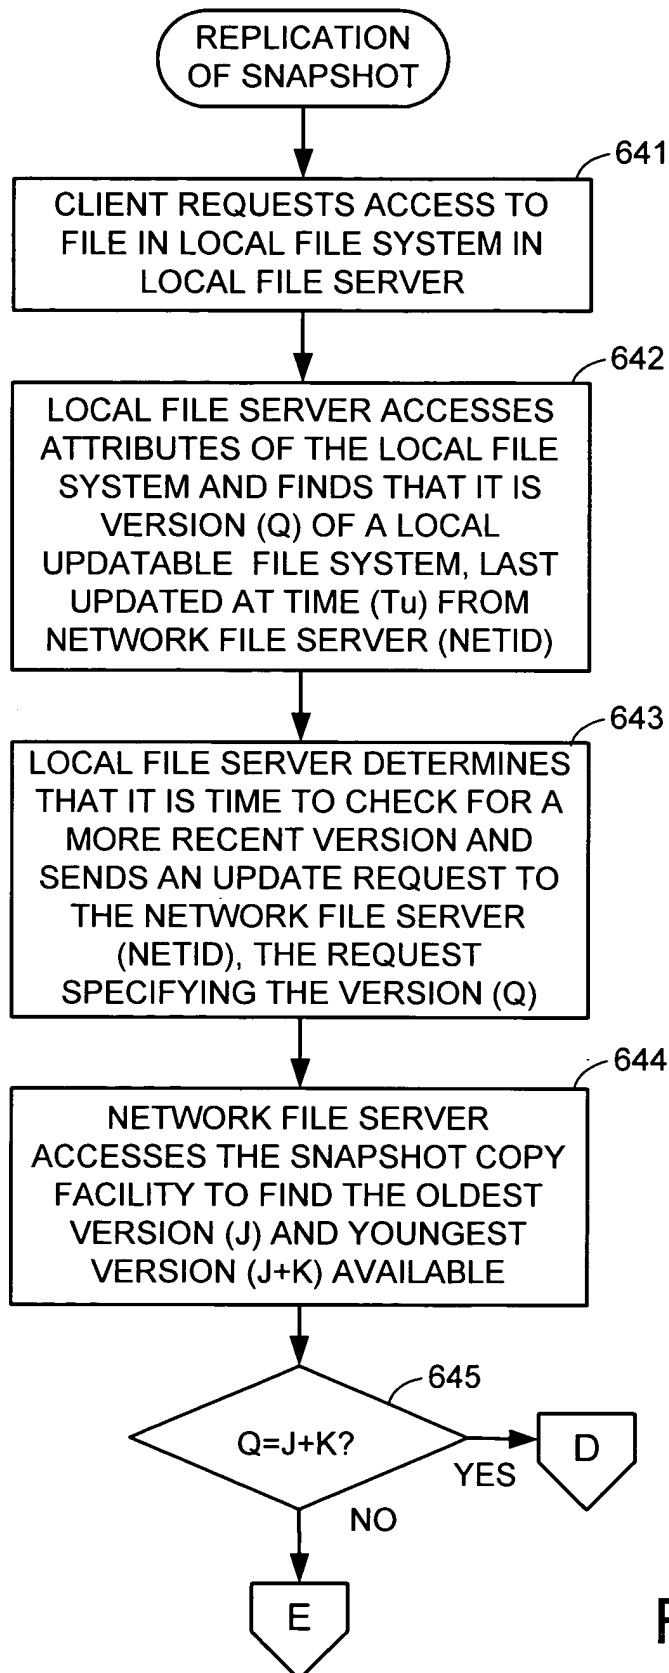 REPLICATION
OF SNAPSHOT
641
CLIENT REQUESTS ACCESS TO
FILE IN LOCAL FILE SYSTEM IN
LOCAL FILE SERVER
642
LOCAL FILE SERVER ACCESSES
ATTRIBUTES OF THE LOCAL FILE
SYSTEM AND FINDS THAT IT IS
VERSION (Q) OF A LOCAL
UPDATABLE FILE SYSTEM, LAST
UPDATED AT TIME (Tu) FROM
NETWORK FILE SERVER (NETID)
643
LOCAL FILE SERVER DETERMINES
THAT IT IS TIME TO CHECK FOR A
MORE RECENT VERSION AND
SENDS AN UPDATE REQUEST TO
THE NETWORK FILE SERVER
(NETID), THE REQUEST
SPECIFYING THE VERSION (Q)
644
NETWORK FILE SERVER
ACCESSES THE SNAPSHOT COPY
FACILITY TO FIND THE OLDEST
VERSION (J) AND YOUNGEST
VERSION (J+K) AVAILABLE
645
Q=J+K?
YES
D
NO
E